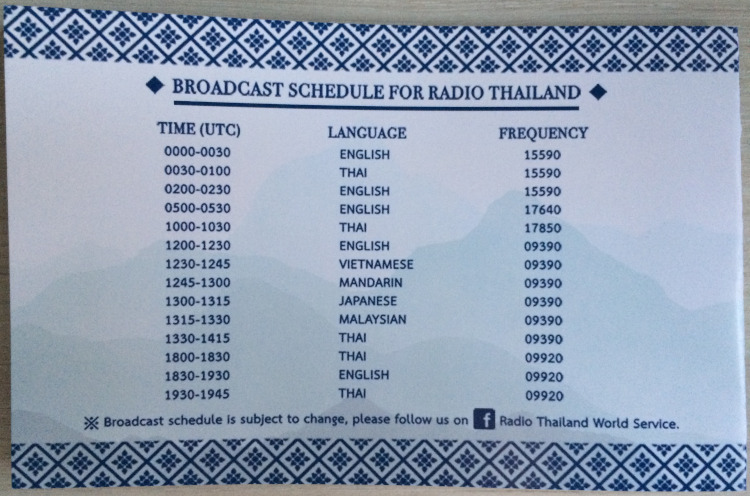 ◆ BROADCAST SCHEDULE FOR RADIO THAILAND ◆
TIME (UTC) LANGUAGE FREQUENCY
0000-0030 ENGLISH 15590
0030-0100 THAI 15590
0200-0230 ENGLISH 15590
0500-0530 ENGLISH 17640
1000-1030 THAI 17850
1200-1230 ENGLISH 09390
1230-1245 VIETNAMESE 09390
1245-1300 MANDARIN 09390
1300-1315 JAPANESE 09390
1315-1330 MALAYSIAN 09390
1330-1415 THAI 09390
1800-1830 THAI 09920
1830-1930 ENGLISH 09920
1930-1945 THAI 09920
※ Broadcast schedule is subject to change, please follow us on f Radio Thailand World Service.